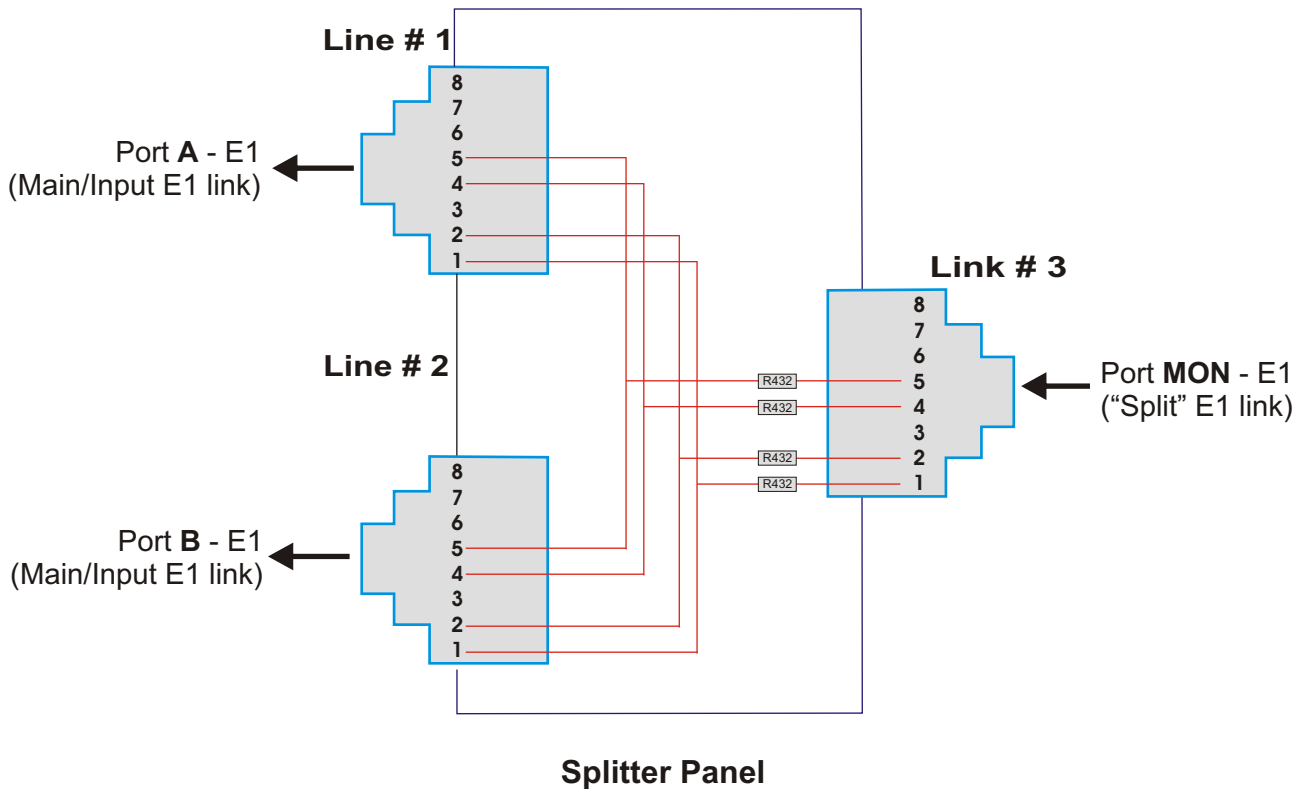 Line # 1
8
7
6
5
4
3
2
1
Port A - E1
(Main/Input E1 link)
Line # 2
8
7
6
5
4
3
2
1
Port B - E1
(Main/Input E1 link)
R432
R432
R432
R432
Link # 3
8
7
6
5
4
3
2
1
Port MON - E1
(“Split” E1 link)
Splitter Panel